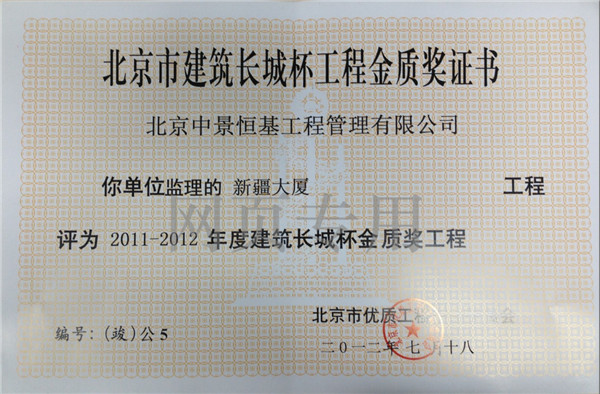 北京市建筑长城杯工程金质奖证书
北京中景恒基工程管理有限公司
你单位监理的 新疆大厦 工程
网页专用
评为 2011-2012 年度建筑长城杯金质奖工程
北京市优质工程 会
编号：(竣)公5
二〇一二年七月十八